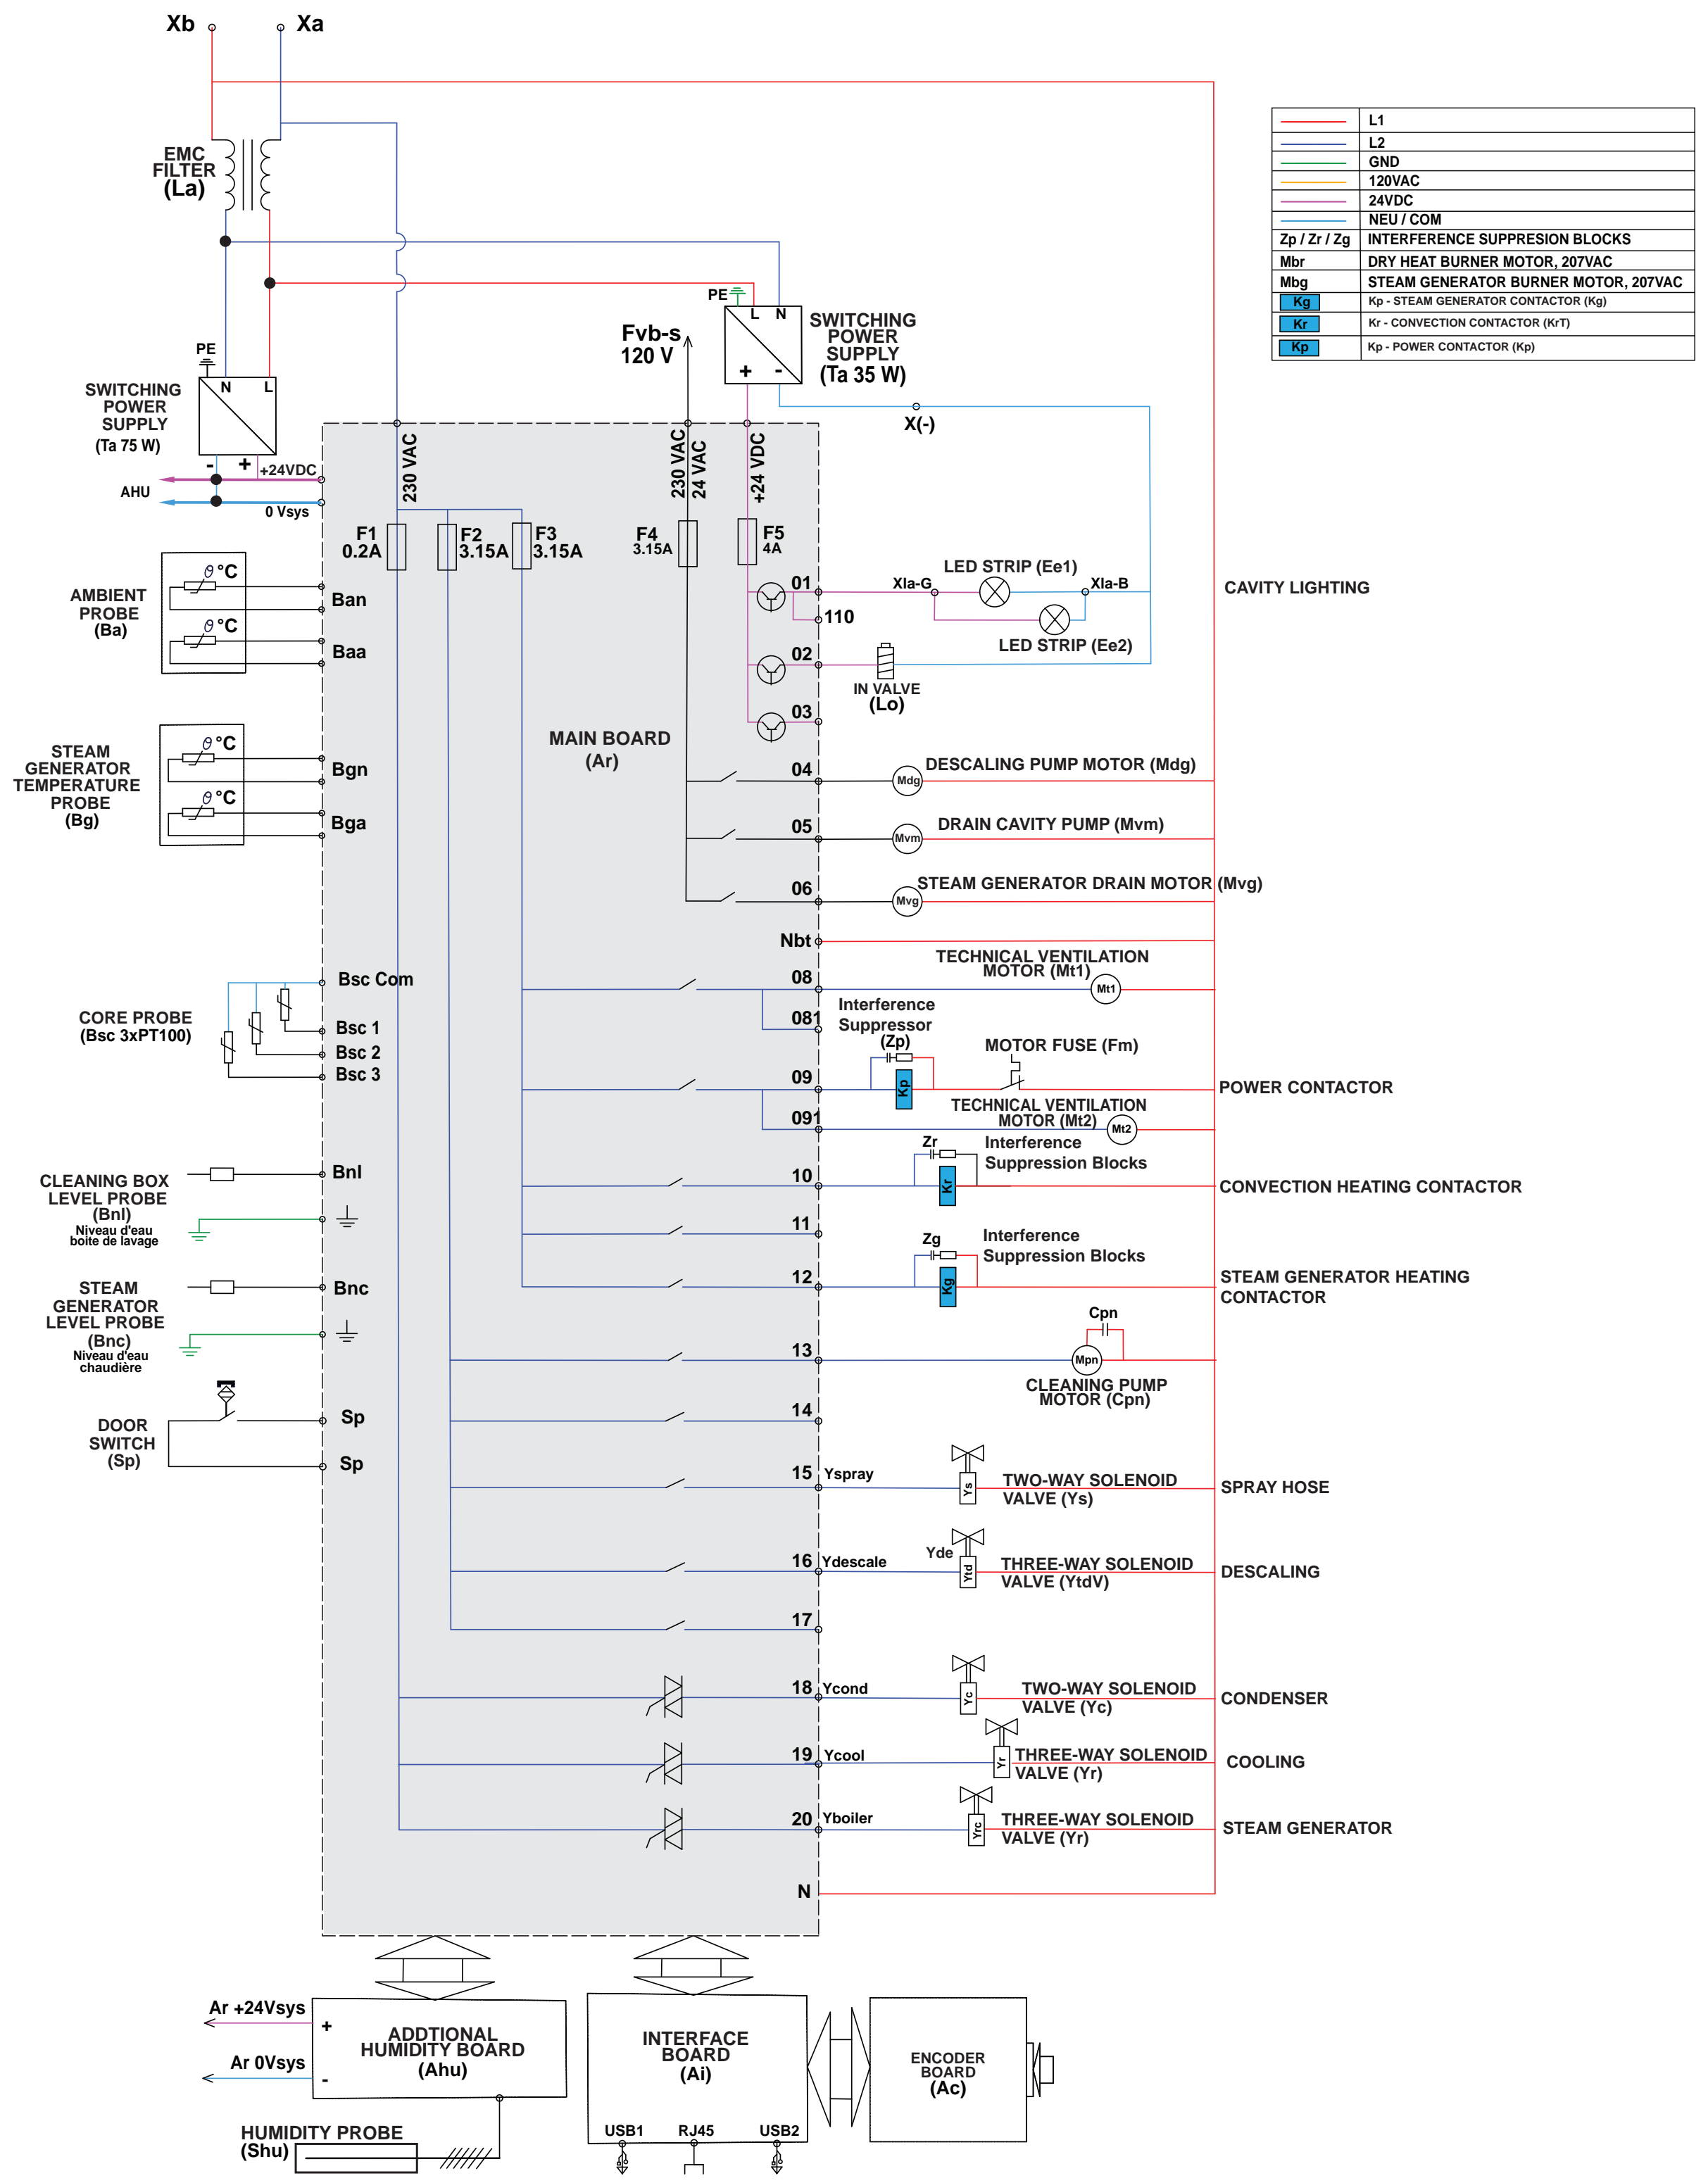 Xb
Xa
EMC
FILTER
(La)
L1
L2
GND
120VAC
24VDC
NEU / COM
Zp / Zr / Zg INTERFERENCE SUPPRESION BLOCKS
Mbr DRY HEAT BURNER MOTOR, 207VAC
Mbg STEAM GENERATOR BURNER MOTOR, 207VAC
Kg Kp - STEAM GENERATOR CONTACTOR (Kg)
Kr Kr - CONVECTION CONTACTOR (KrT)
Kp Kp - POWER CONTACTOR (Kp)
PE
L N
+ -
SWITCHING
POWER
SUPPLY
(Ta 35 W)
Fvb-s
120 V
PE
N L
- +
SWITCHING
POWER
SUPPLY
(Ta 75 W)
+24VDC
AHU
0 Vsys
X(-)
230 VAC
230 VAC
24 VAC
+24 VDC
F1
0.2A
F2
3.15A
F3
3.15A
F4
3.15A
F5
4A
AMBIENT
PROBE
(Ba)
θ °C
θ °C
Ban
Baa
STEAM
GENERATOR
TEMPERATURE
PROBE
(Bg)
θ °C
θ °C
Bgn
Bga
MAIN BOARD
(Ar)
01
110
02
03
04
05
06
Nbt
08
081
09
091
10
11
12
13
14
15 Yspray
16 Ydescale
17
18 Ycond
19 Ycool
20 Yboiler
N
Xla-G
LED STRIP (Ee1)
Xla-B
LED STRIP (Ee2)
CAVITY LIGHTING
IN VALVE
(Lo)
DESCALING PUMP MOTOR (Mdg)
Mdg
DRAIN CAVITY PUMP (Mvm)
Mvm
STEAM GENERATOR DRAIN MOTOR (Mvg)
Mvg
TECHNICAL VENTILATION
MOTOR (Mt1)
Mt1
Interference
Suppressor
(Zp)
Kp
MOTOR FUSE (Fm)
POWER CONTACTOR
TECHNICAL VENTILATION
MOTOR (Mt2)
Mt2
Zr
Kr
Interference
Suppression Blocks
CONVECTION HEATING CONTACTOR
Zg
Kg
Interference
Suppression Blocks
STEAM GENERATOR HEATING
CONTACTOR
Cpn
Mpn
CLEANING PUMP
MOTOR (Cpn)
Ys
TWO-WAY SOLENOID
VALVE (Ys)
SPRAY HOSE
Yde
Ytd
THREE-WAY SOLENOID
VALVE (YtdV)
DESCALING
Yc
TWO-WAY SOLENOID
VALVE (Yc)
CONDENSER
Yr
THREE-WAY SOLENOID
VALVE (Yr)
COOLING
Yrc
THREE-WAY SOLENOID
VALVE (Yr)
STEAM GENERATOR
CORE PROBE
(Bsc 3xPT100)
Bsc Com
Bsc 1
Bsc 2
Bsc 3
CLEANING BOX
LEVEL PROBE
(Bnl)
Niveau d'eau
boite de lavage
Bnl
STEAM
GENERATOR
LEVEL PROBE
(Bnc)
Niveau d'eau
chaudière
Bnc
DOOR
SWITCH
(Sp)
Sp
Sp
Ar +24Vsys
Ar 0Vsys
+
-
ADDTIONAL
HUMIDITY BOARD
(Ahu)
HUMIDITY PROBE
(Shu)
INTERFACE
BOARD
(Ai)
USB1 RJ45 USB2
ENCODER
BOARD
(Ac)